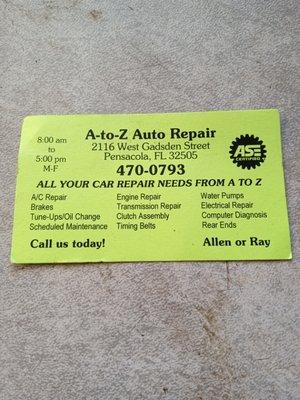 8:00 am
to
5:00 pm
M-F
A-to-Z Auto Repair
2116 West Gadsden Street
Pensacola, FL 32505
470-0793
ASE
CERTIFIED
ALL YOUR CAR REPAIR NEEDS FROM A TO Z
A/C Repair
Brakes
Tune-Ups/Oil Change
Scheduled Maintenance
Engine Repair
Transmission Repair
Clutch Assembly
Timing Belts
Water Pumps
Electrical Repair
Computer Diagnosis
Rear Ends
Call us today!
Allen or Ray